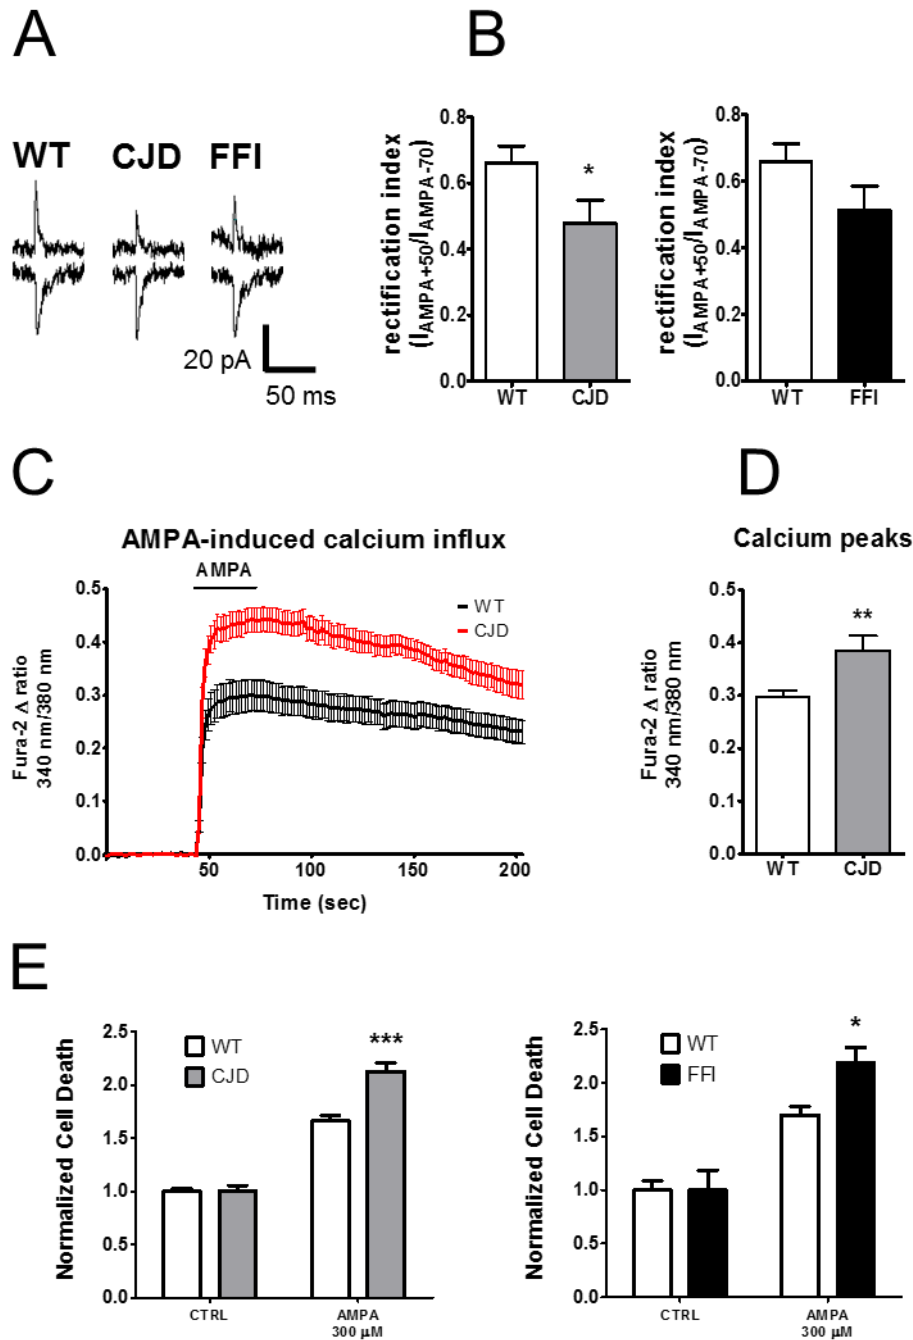 A
B
WT CJD FFI
20 pA
50 ms
rectification index
(I_AMPA+50/I_AMPA-70)
0.8
0.6
0.4
0.2
0.0
*
WT CJD
rectification index
(I_AMPA+50/I_AMPA-70)
0.8
0.6
0.4
0.2
0.0
WT FFI
C
AMPA-induced calcium influx
AMPA
WT
CJD
Fura-2 Δ ratio
340 nm/380 nm
0.5
0.4
0.3
0.2
0.1
0.0
50 100 150 200
Time (sec)
D
Calcium peaks
**
Fura-2 Δ ratio
340 nm/380 nm
0.5
0.4
0.3
0.2
0.1
0.0
WT CJD
E
Normalized Cell Death
2.5
2.0
1.5
1.0
0.5
0.0
WT
CJD
***
CTRL AMPA
300 µM
Normalized Cell Death
2.5
2.0
1.5
1.0
0.5
0.0
WT
FFI
*
CTRL AMPA
300 µM